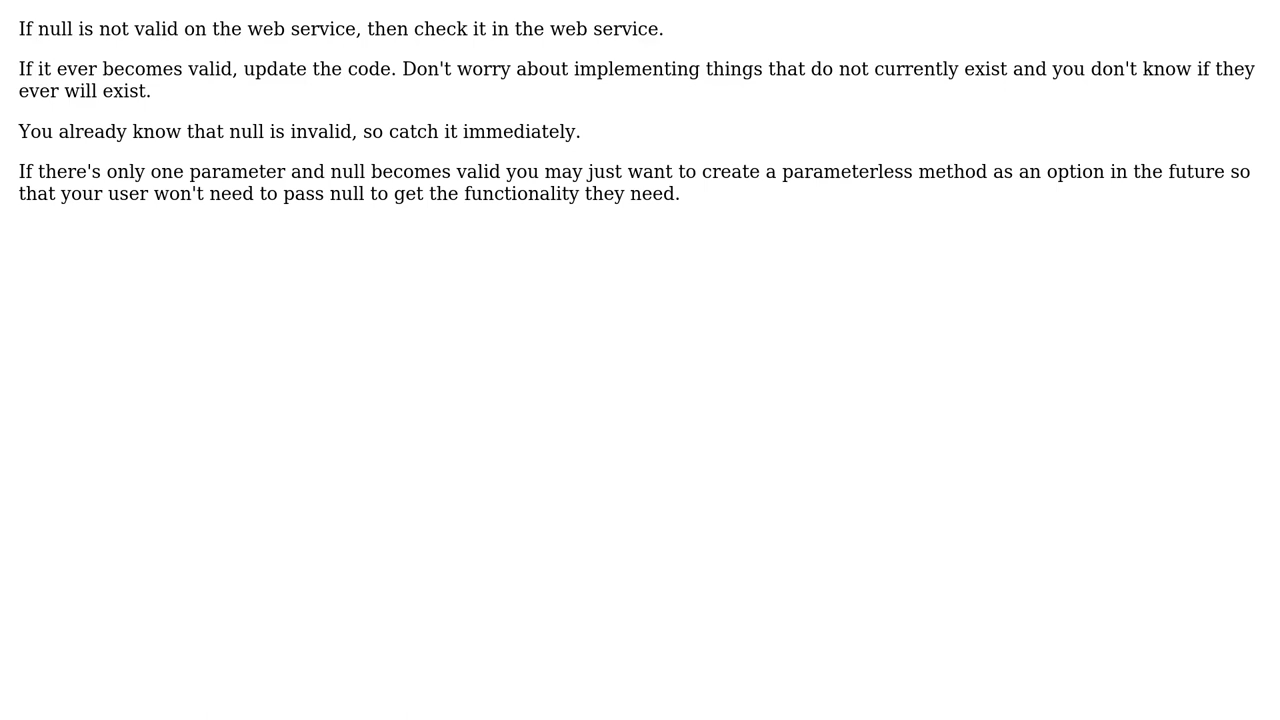 If null is not valid on the web service, then check it in the web service.
If it ever becomes valid, update the code. Don't worry about implementing things that do not currently exist and you don't know if they
ever will exist.
You already know that null is invalid, so catch it immediately.
If there's only one parameter and null becomes valid you may just want to create a parameterless method as an option in the future so
that your user won't need to pass null to get the functionality they need.